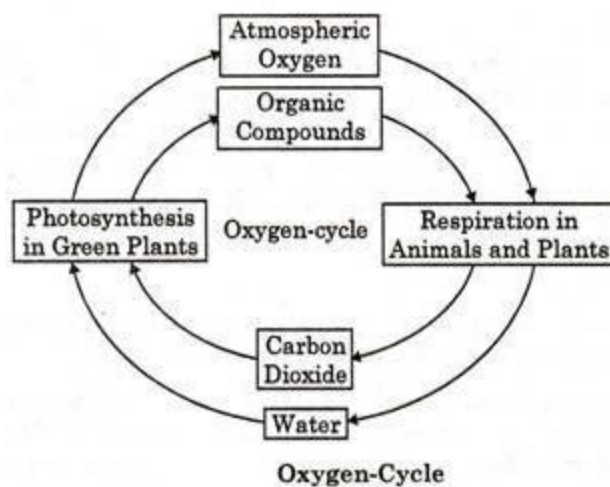 Atmospheric
Oxygen
Organic
Compounds
Photosynthesis
in Green Plants
Oxygen-cycle
Respiration in
Animals and Plants
Carbon
Dioxide
Water
Oxygen-Cycle